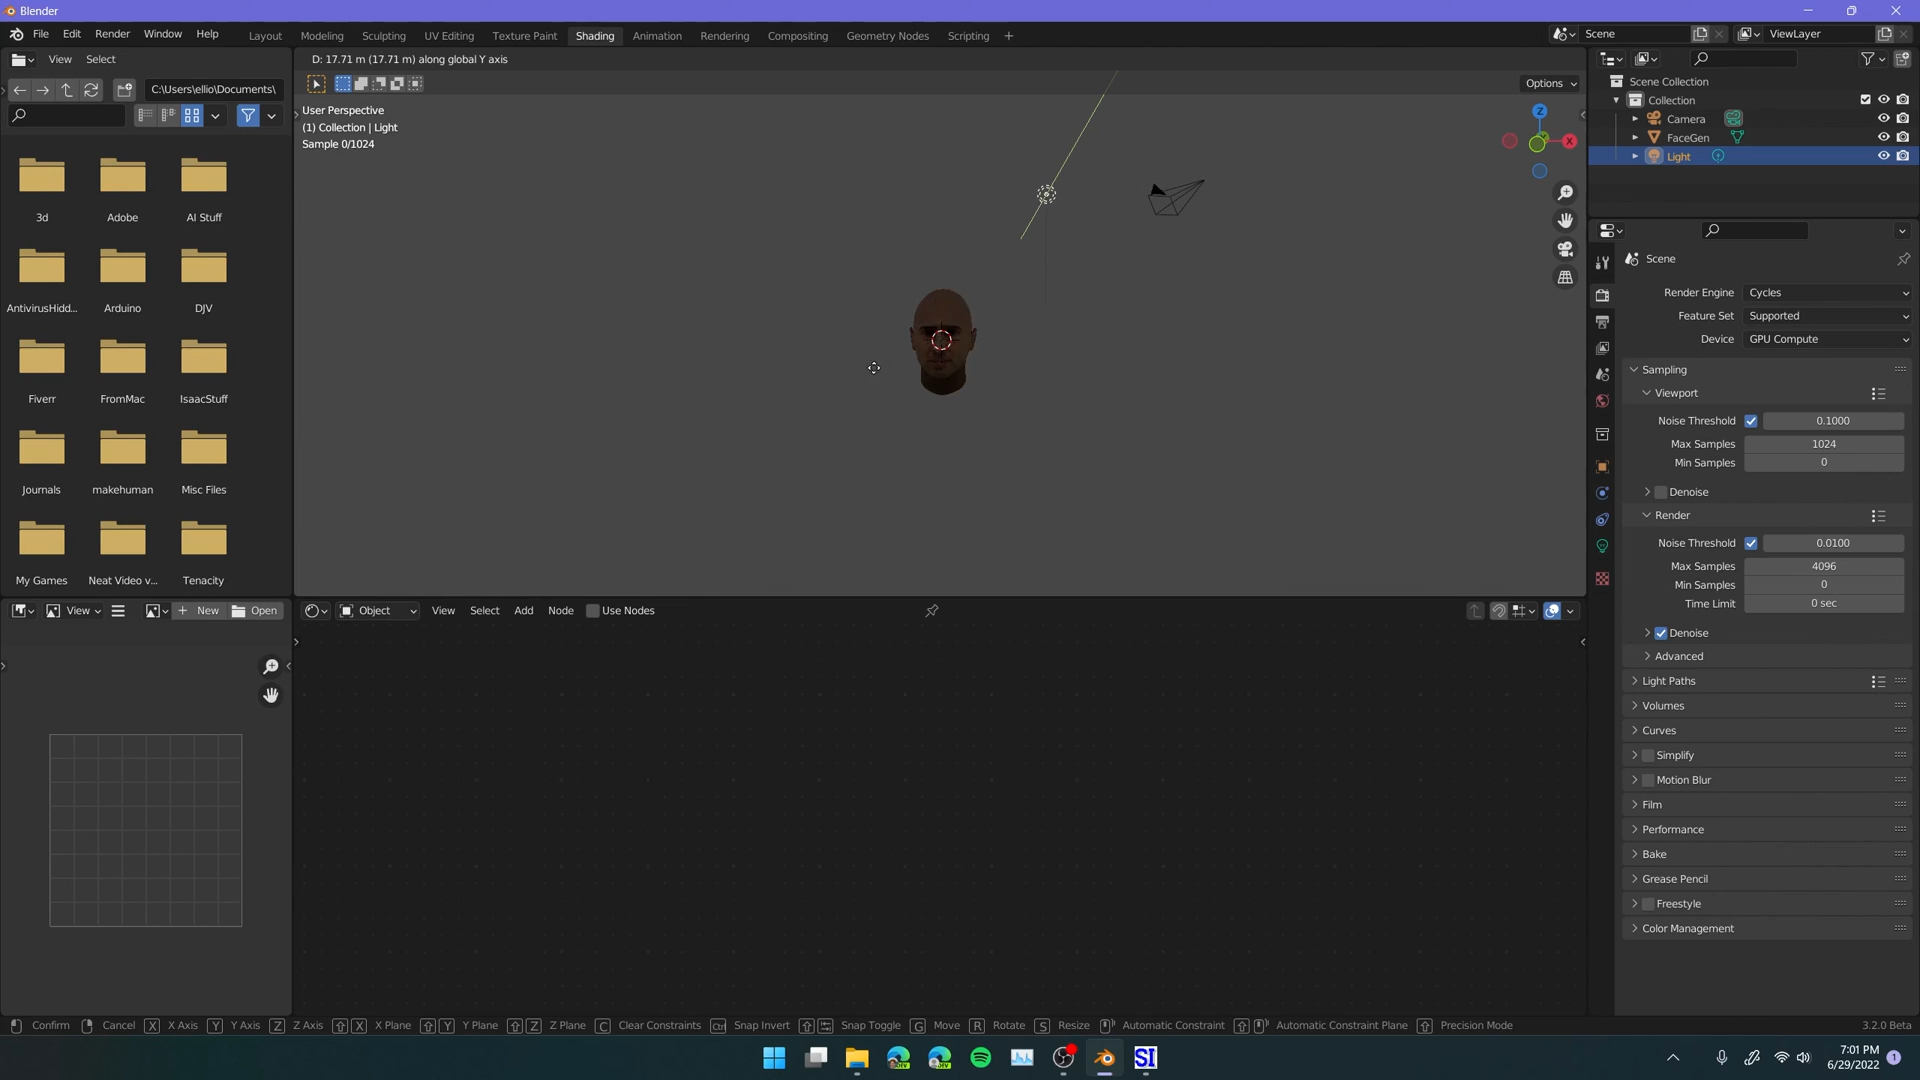 Blender
File Edit Render Window Help
Layout Modeling Sculpting UV Editing Texture Paint Shading Animation Rendering Compositing Geometry Nodes Scripting
Scene
ViewLayer
View Select
D: 17.71 m (17.71 m) along global Y axis
C:\Users\ellio\Documents\
Options
User Perspective
(1) Collection | Light
Sample 0/1024
Z
X
Scene Collection
Collection
Camera
FaceGen
Light
3d Adobe AI Stuff
AntivirusHidd... Arduino DJV
Fiverr FromMac IsaacStuff
Journals makehuman Misc Files
My Games Neat Video v... Tenacity
Scene
Render Engine Cycles
Feature Set Supported
Device GPU Compute
Sampling
Viewport
Noise Threshold 0.1000
Max Samples 1024
Min Samples 0
Denoise
Render
Noise Threshold 0.0100
Max Samples 4096
Min Samples 0
Time Limit 0 sec
Denoise
Advanced
Light Paths
Volumes
Curves
Simplify
Motion Blur
Film
Performance
Bake
Grease Pencil
Freestyle
Color Management
View New Open
Object View Select Add Node Use Nodes
Confirm Cancel X X Axis Y Y Axis Z Z Axis X X Plane Y Y Plane Z Z Plane C Clear Constraints Ctrl Snap Invert Snap Toggle G Move R Rotate S Resize Automatic Constraint Automatic Constraint Plane Precision Mode
3.2.0 Beta
DEV DEV SI
7:01 PM
6/29/2022
1